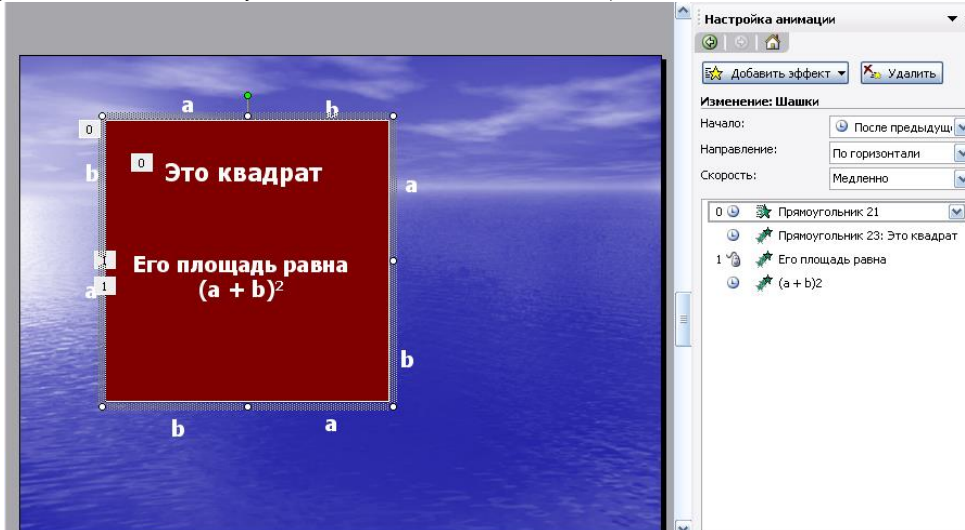 a
b
0
0
b
Это квадрат
a
1
Его площадь равна
1
a
(a + b)²
b
b
a
Настройка анимации
Добавить эффект
Удалить
Изменение: Шашки
Начало:
После предыдущ
Направление:
По горизонтали
Скорость:
Медленно
0 Прямоугольник 21
Прямоугольник 23: Это квадрат
1 Его площадь равна
(a + b)2